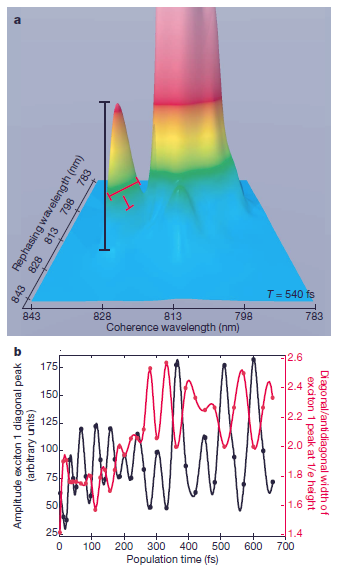 a
Rephasing wavelength (nm)
783
798
813
828
843
T = 540 fs
843 828 813 798 783
Coherence wavelength (nm)
b
Amplitude exciton 1 diagonal peak
(arbitrary units)
175
150
125
100
75
50
25
2.6
2.4
2.2
2.0
1.8
1.6
1.4
Diagonal/antidiagonal width of
exciton 1 peak at 1/e height
0 100 200 300 400 500 600 700
Population time (fs)